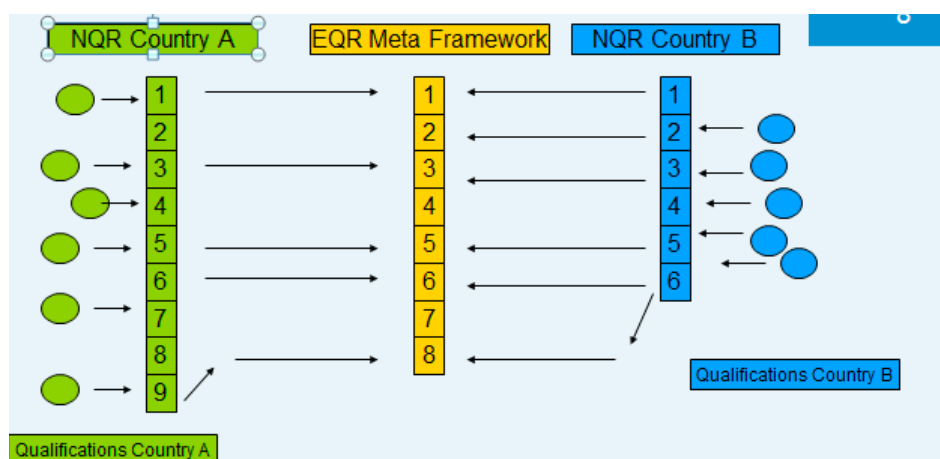 NQR Country A EQR Meta Framework NQR Country B
1 1 1
2 2 2
3 3 3
4 4 4
5 5 5
6 6 6
7 7
8 8
9
Qualifications Country B
Qualifications Country A